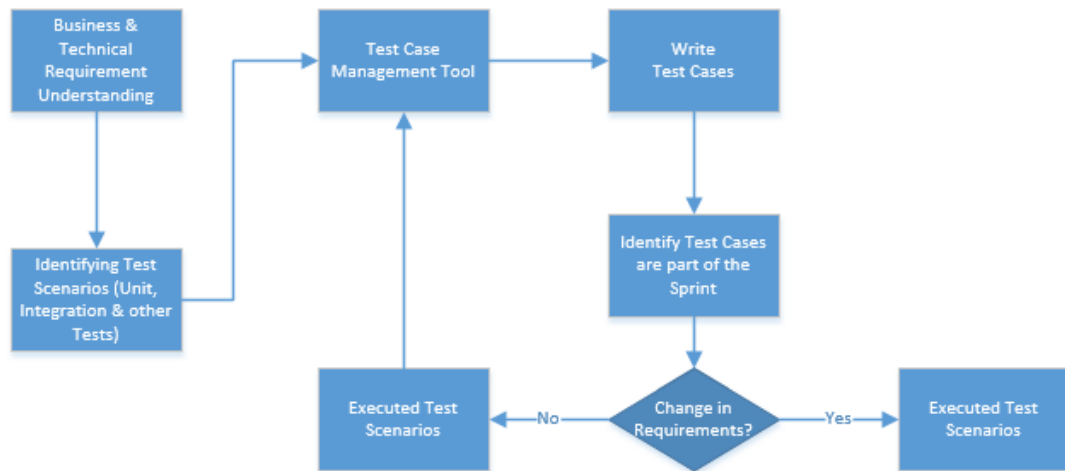 Business &
Technical
Requirement
Understanding
Test Case
Management Tool
Write
Test Cases
Identifying Test
Scenarios (Unit,
Integration & other
Tests)
Identify Test Cases
are part of the
Sprint
Executed Test
Scenarios
No
Change in
Requirements?
Yes
Executed Test
Scenarios